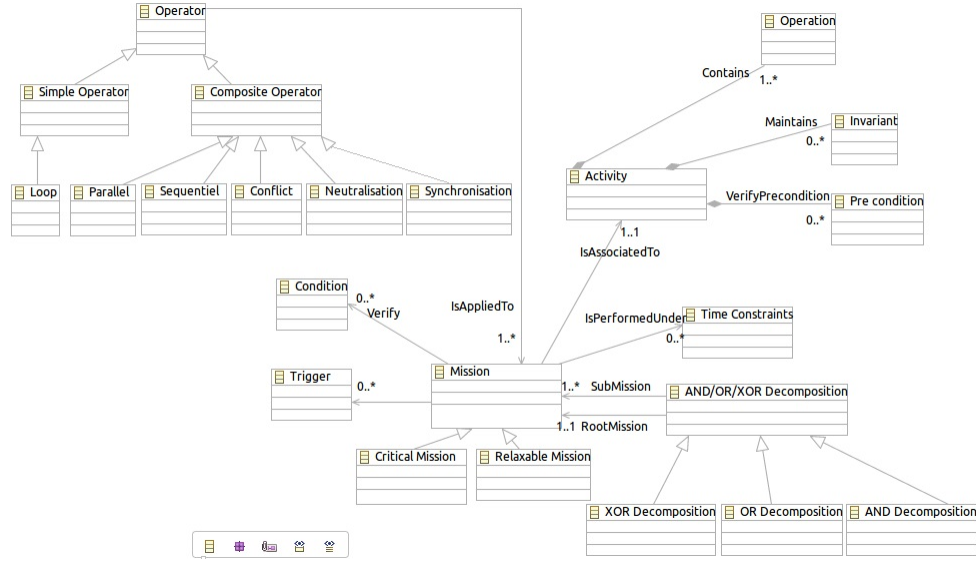 Operator
Operation
Contains
1..*
Simple Operator
Composite Operator
Maintains
Invariant
0..*
Activity
Loop
Parallel
Sequentiel
Conflict
Neutralisation
Synchronisation
VerifyPrecondition
Pre condition
0..*
1..1
IsAssociatedTo
Condition
0..*
Verify
IsAppliedTo
1..*
IsPerformedUnder
Time Constraints
0..*
Trigger
0..*
Mission
1..*
SubMission
AND/OR/XOR Decomposition
1..1
RootMission
Critical Mission
Relaxable Mission
XOR Decomposition
OR Decomposition
AND Decomposition